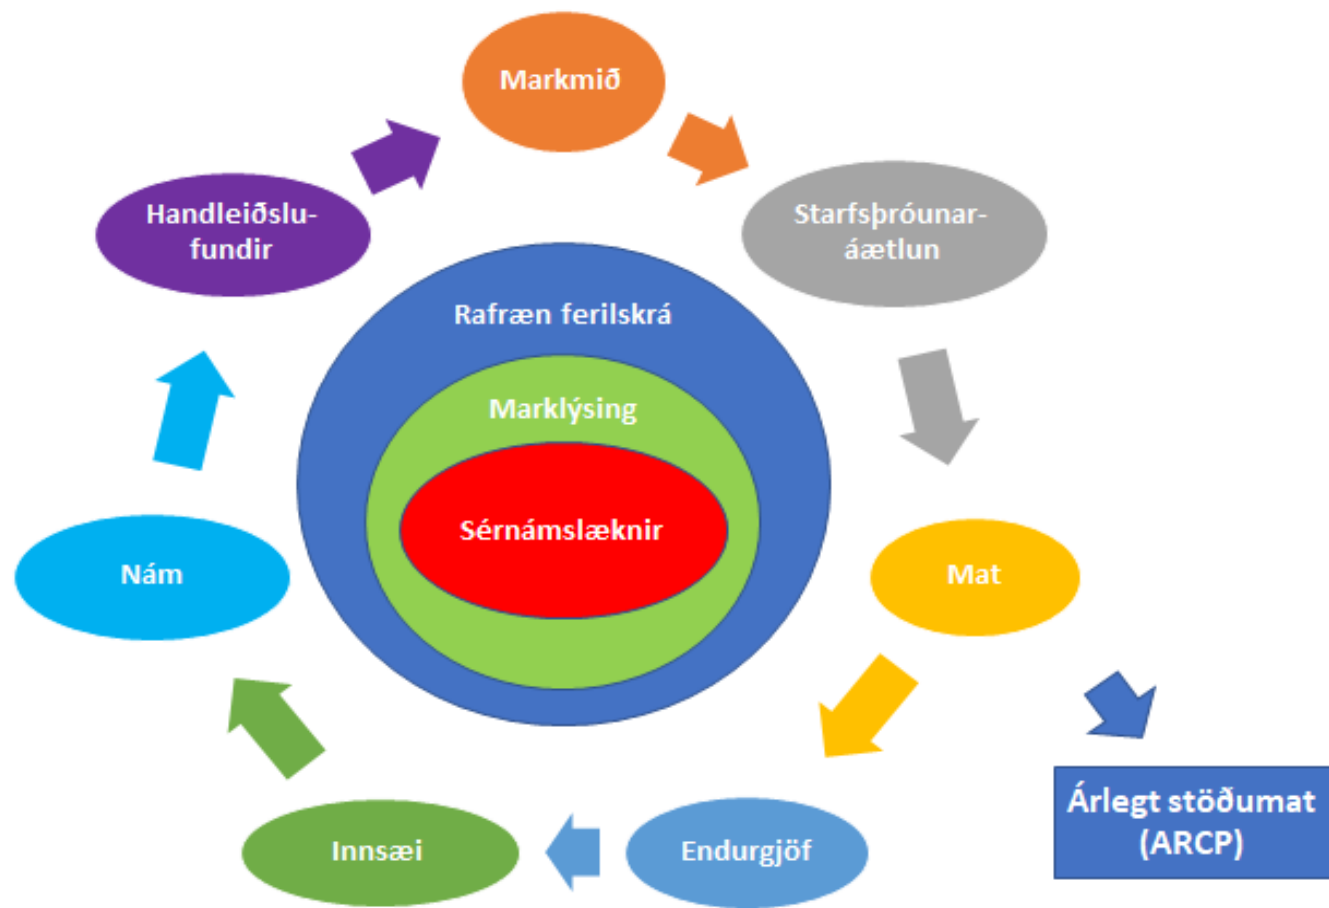 Markmið
Handleiðslu-
fundir
Starfsþróunar-
áætlun
Rafræn ferilskrá
Marklýsing
Sérnámslæknir
Nám
Mat
Árlegt stöðumat
(ARCP)
Innsæi
Endurgjöf